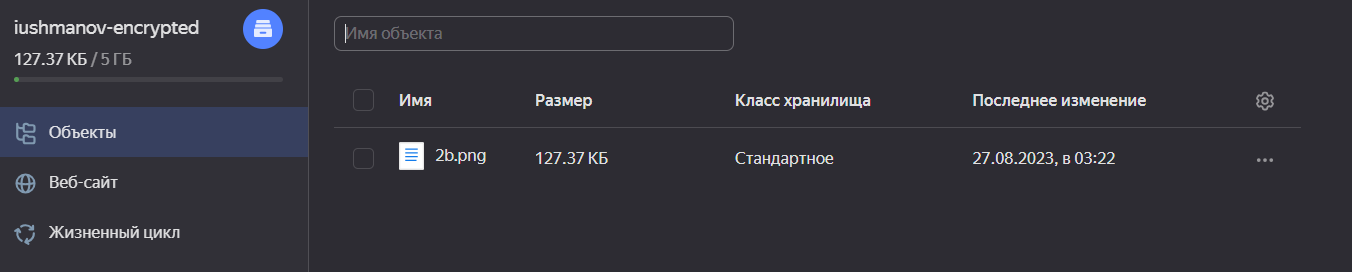 iushmanov-encrypted
127.37 КБ / 5 ГБ
Объекты
Веб-сайт
Жизненный цикл
Имя объекта
Имя Размер Класс хранилища Последнее изменение
2b.png 127.37 КБ Стандартное 27.08.2023, в 03:22